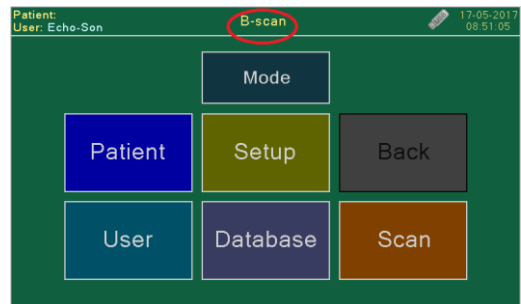 Patient:
User: Echo-Son
B-scan
17-05-2017
08:51:05
Mode
Patient Setup Back
User Database Scan